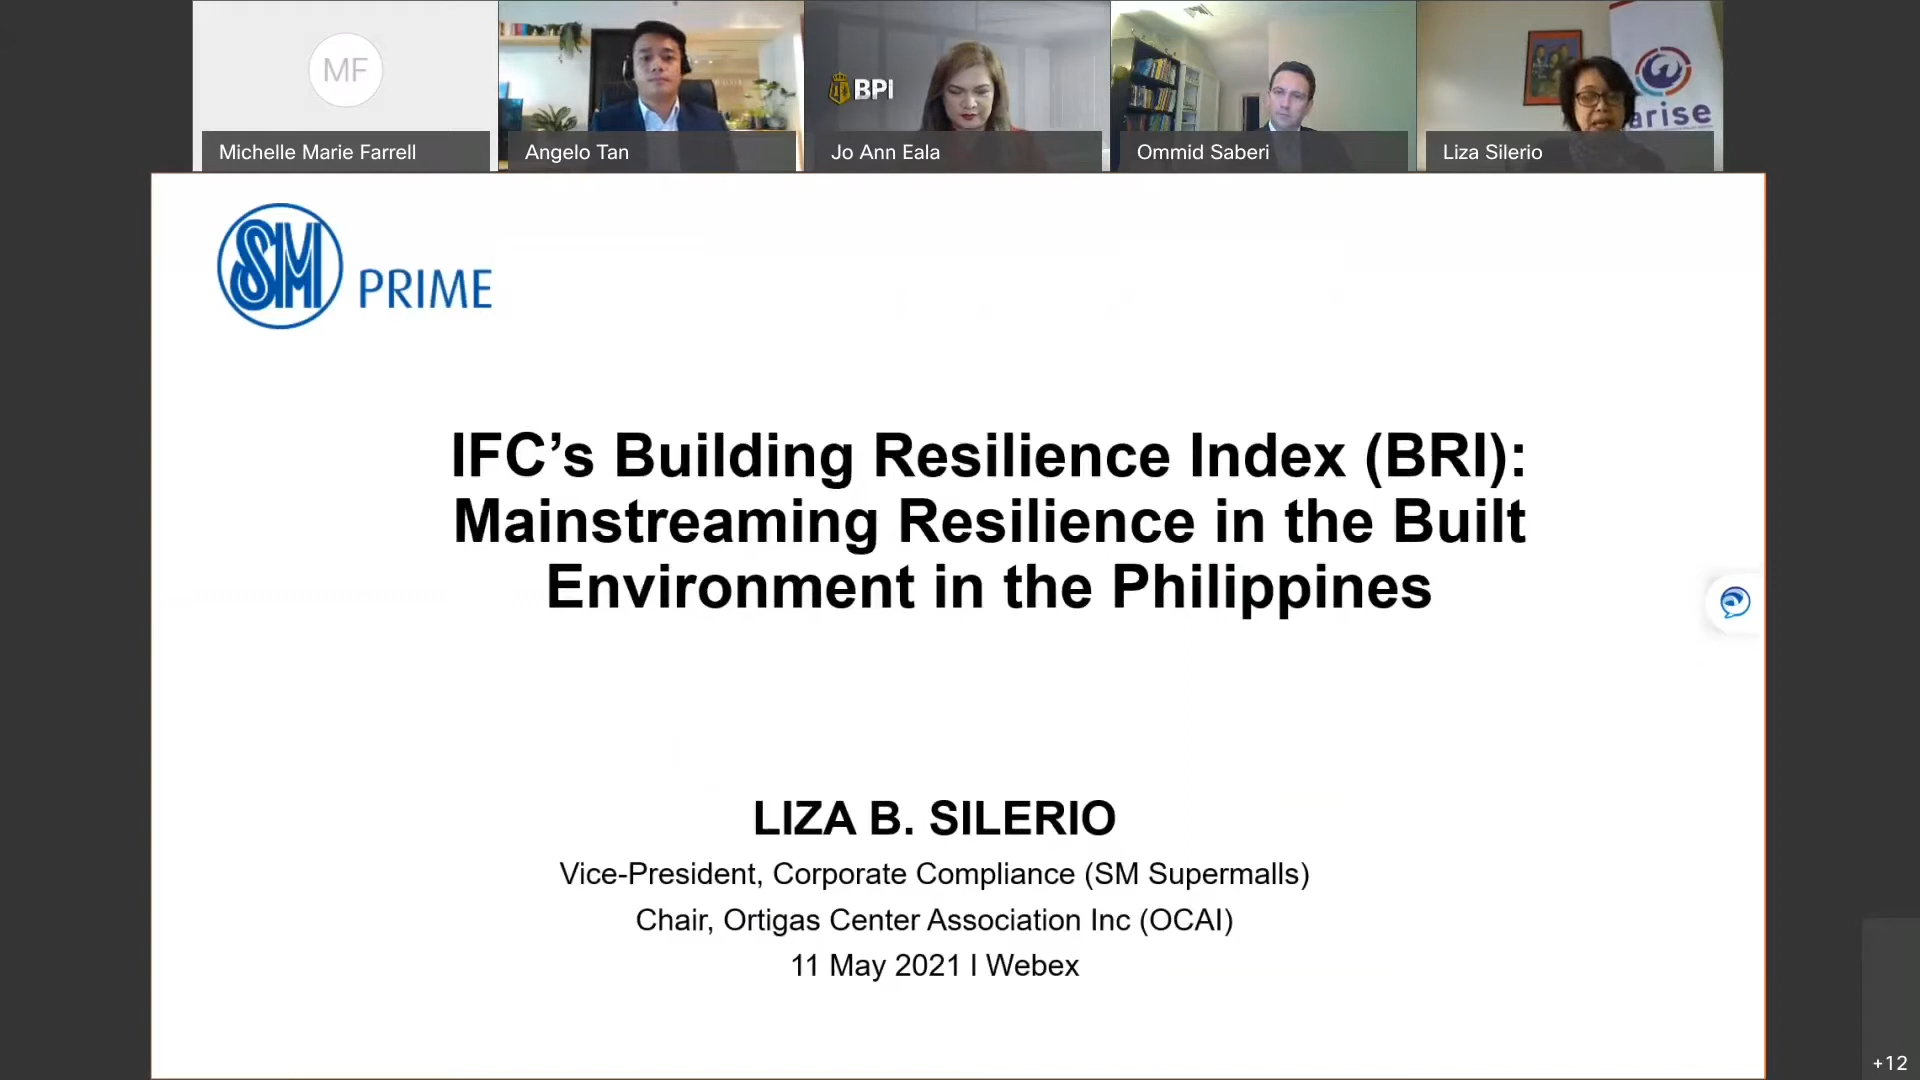 MF
BPI
arise
Michelle Marie Farrell
Angelo Tan
Jo Ann Eala
Ommid Saberi
Liza Silerio
SM PRIME
IFC’s Building Resilience Index (BRI):
Mainstreaming Resilience in the Built
Environment in the Philippines
LIZA B. SILERIO
Vice-President, Corporate Compliance (SM Supermalls)
Chair, Ortigas Center Association Inc (OCAI)
11 May 2021 I Webex
+12